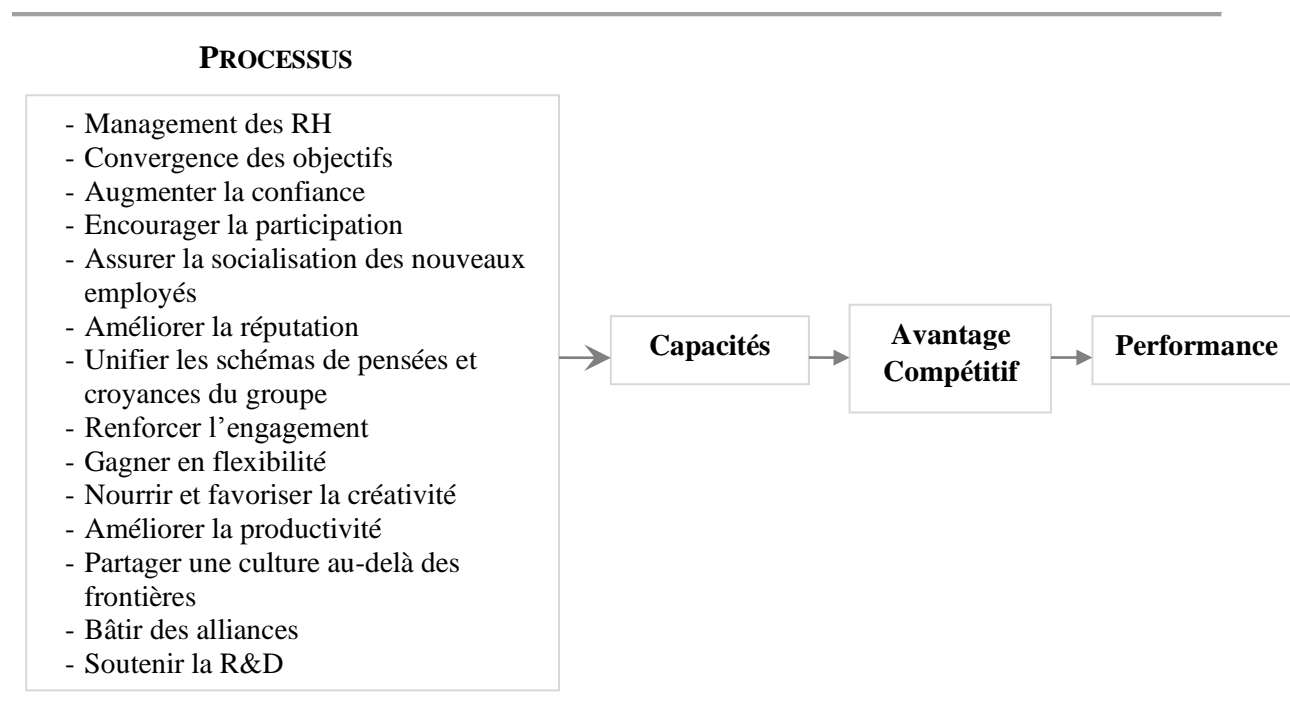 PROCESSUS
- Management des RH
- Convergence des objectifs
- Augmenter la confiance
- Encourager la participation
- Assurer la socialisation des nouveaux
employés
- Améliorer la réputation
- Unifier les schémas de pensées et
croyances du groupe
- Renforcer l’engagement
- Gagner en flexibilité
- Nourrir et favoriser la créativité
- Améliorer la productivité
- Partager une culture au-delà des
frontières
- Bâtir des alliances
- Soutenir la R&D
Capacités
Avantage
Compétitif
Performance